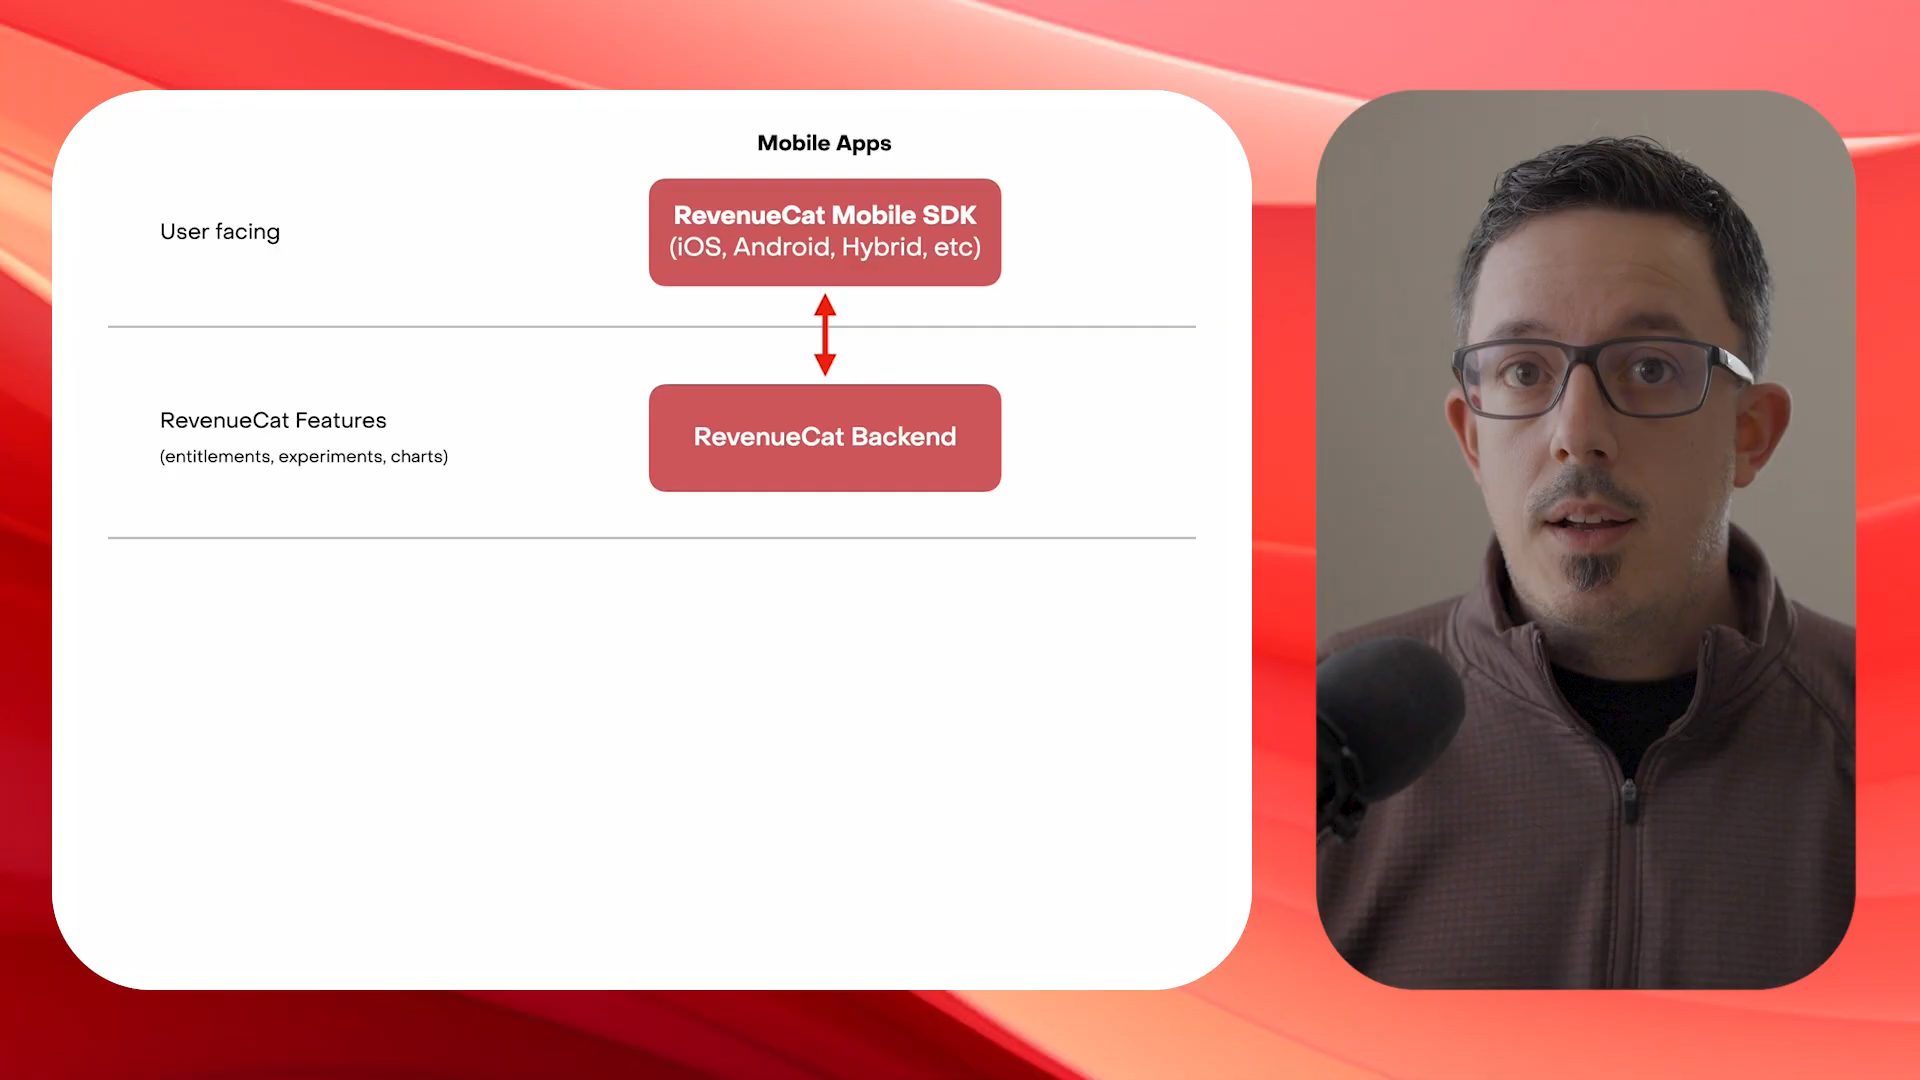 Mobile Apps
User facing
RevenueCat Mobile SDK
(iOS, Android, Hybrid, etc)
RevenueCat Features
(entitlements, experiments, charts)
RevenueCat Backend